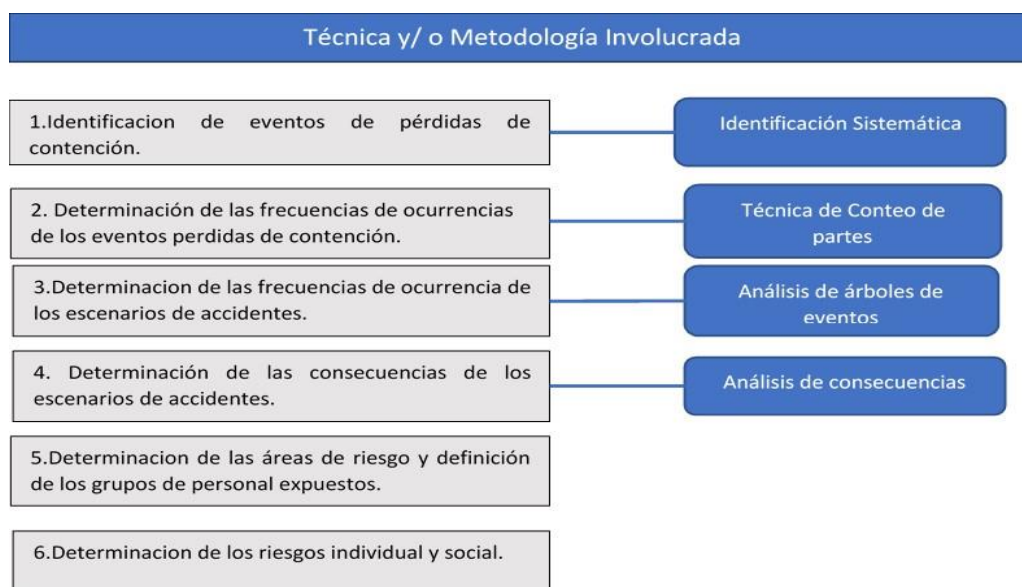 Técnica y/ o Metodología Involucrada
1.Identificacion de eventos de pérdidas de
contención.
Identificación Sistemática
2. Determinación de las frecuencias de ocurrencias
de los eventos perdidas de contención.
Técnica de Conteo de
partes
3.Determinacion de las frecuencias de ocurrencia de
los escenarios de accidentes.
Análisis de árboles de
eventos
4. Determinación de las consecuencias de los
escenarios de accidentes.
Análisis de consecuencias
5.Determinacion de las áreas de riesgo y definición
de los grupos de personal expuestos.
6.Determinacion de los riesgos individual y social.